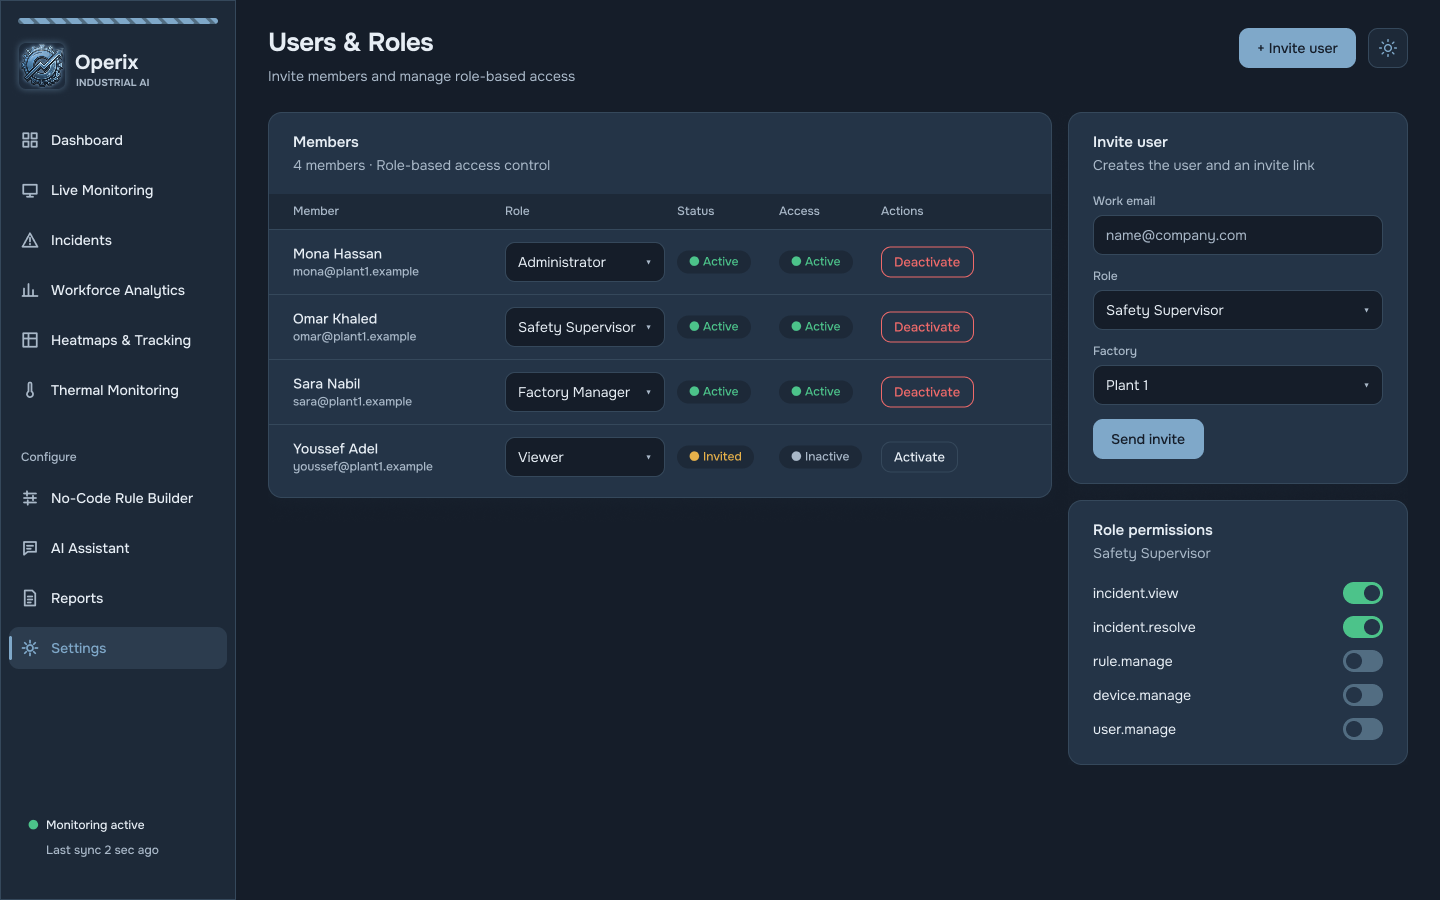 Operix
INDUSTRIAL AI
Dashboard
Live Monitoring
Incidents
Workforce Analytics
Heatmaps & Tracking
Thermal Monitoring
Configure
No-Code Rule Builder
AI Assistant
Reports
Settings
Monitoring active
Last sync 2 sec ago
Users & Roles
Invite members and manage role-based access
+ Invite user
Members
4 members · Role-based access control
Member Role Status Access Actions
Mona Hassan
mona@plant1.example
Administrator Active Active Deactivate
Omar Khaled
omar@plant1.example
Safety Supervisor Active Active Deactivate
Sara Nabil
sara@plant1.example
Factory Manager Active Active Deactivate
Youssef Adel
youssef@plant1.example
Viewer Invited Inactive Activate
Invite user
Creates the user and an invite link
Work email
name@company.com
Role
Safety Supervisor
Factory
Plant 1
Send invite
Role permissions
Safety Supervisor
incident.view
incident.resolve
rule.manage
device.manage
user.manage